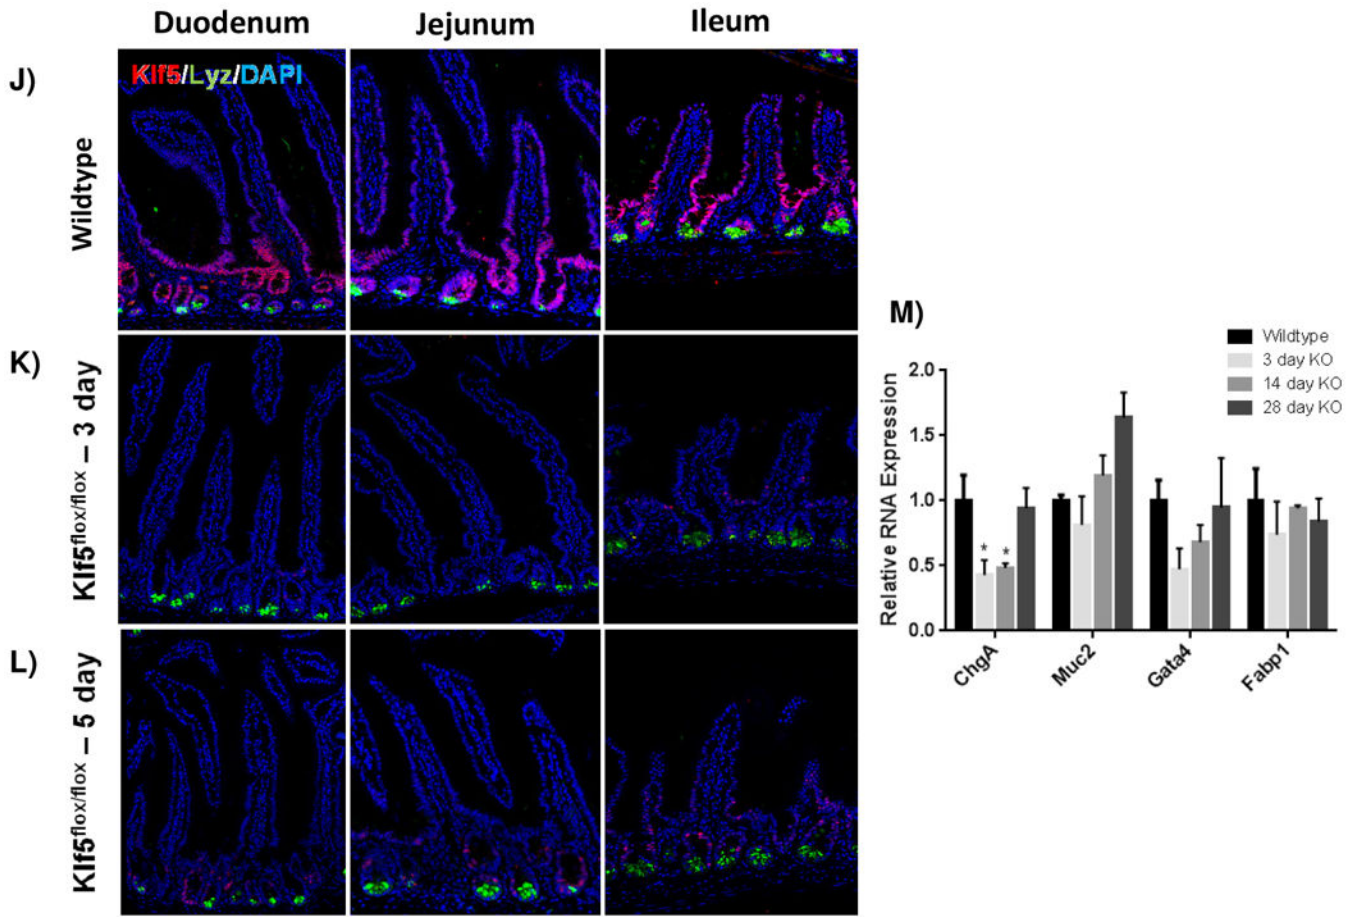 Duodenum
Jejunum
Ileum
J)
Klf5/Lyz/DAPI
Wildtype
K)
Klf5flox/flox – 3 day
L)
Klf5flox/flox – 5 day
M)
Wildtype
3 day KO
14 day KO
28 day KO
Relative RNA Expression
2.0
1.5
1.0
0.5
0.0
* *
ChgA
Muc2
Gata4
Fabp1